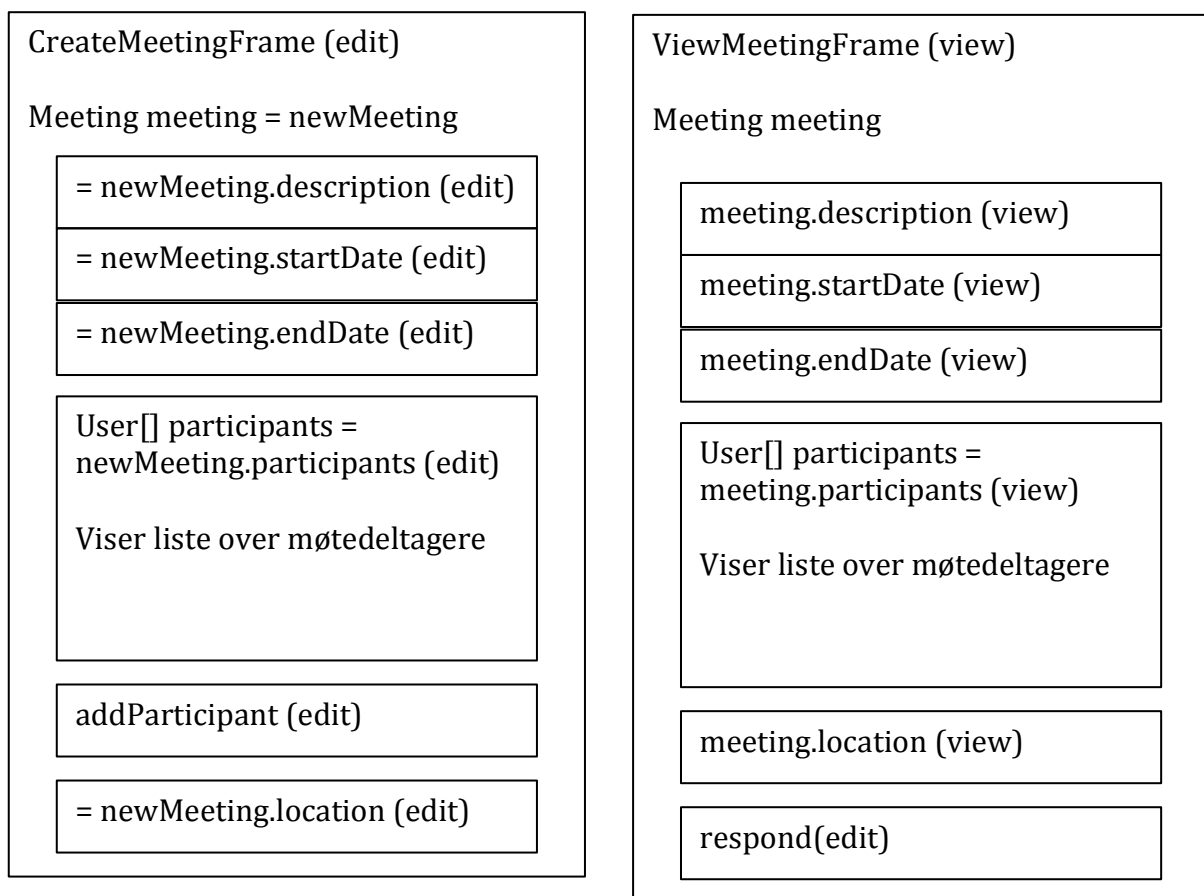 CreateMeetingFrame (edit)
Meeting meeting = newMeeting
= newMeeting.description (edit)
= newMeeting.startDate (edit)
= newMeeting.endDate (edit)
User[] participants =
newMeeting.participants (edit)
Viser liste over møtedeltagere
addParticipant (edit)
= newMeeting.location (edit)
ViewMeetingFrame (view)
Meeting meeting
meeting.description (view)
meeting.startDate (view)
meeting.endDate (view)
User[] participants =
meeting.participants (view)
Viser liste over møtedeltagere
meeting.location (view)
respond(edit)